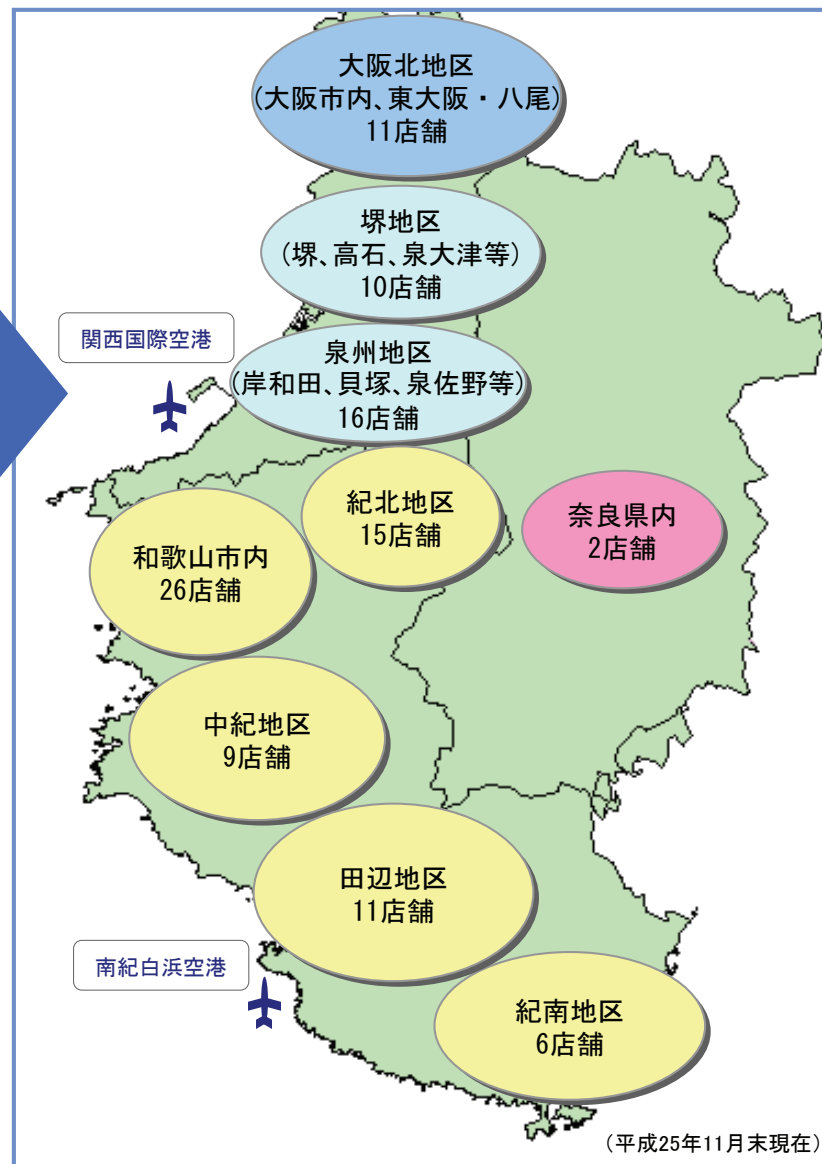 大阪北地区
(大阪市内、東大阪・八尾)
11店舗
堺地区
(堺、高石、泉大津等)
10店舗
関西国際空港
泉州地区
(岸和田、貝塚、泉佐野等)
16店舗
紀北地区
15店舗
奈良県内
2店舗
和歌山市内
26店舗
中紀地区
9店舗
田辺地区
11店舗
南紀白浜空港
紀南地区
6店舗
(平成25年11月末現在)